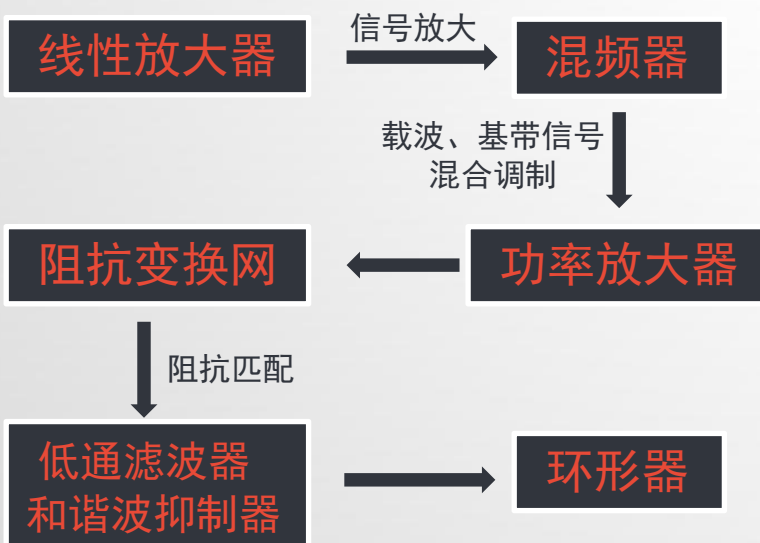 线性放大器
信号放大
混频器
载波、基带信号
混合调制
功率放大器
阻抗变换网
阻抗匹配
低通滤波器
和谐波抑制器
环形器